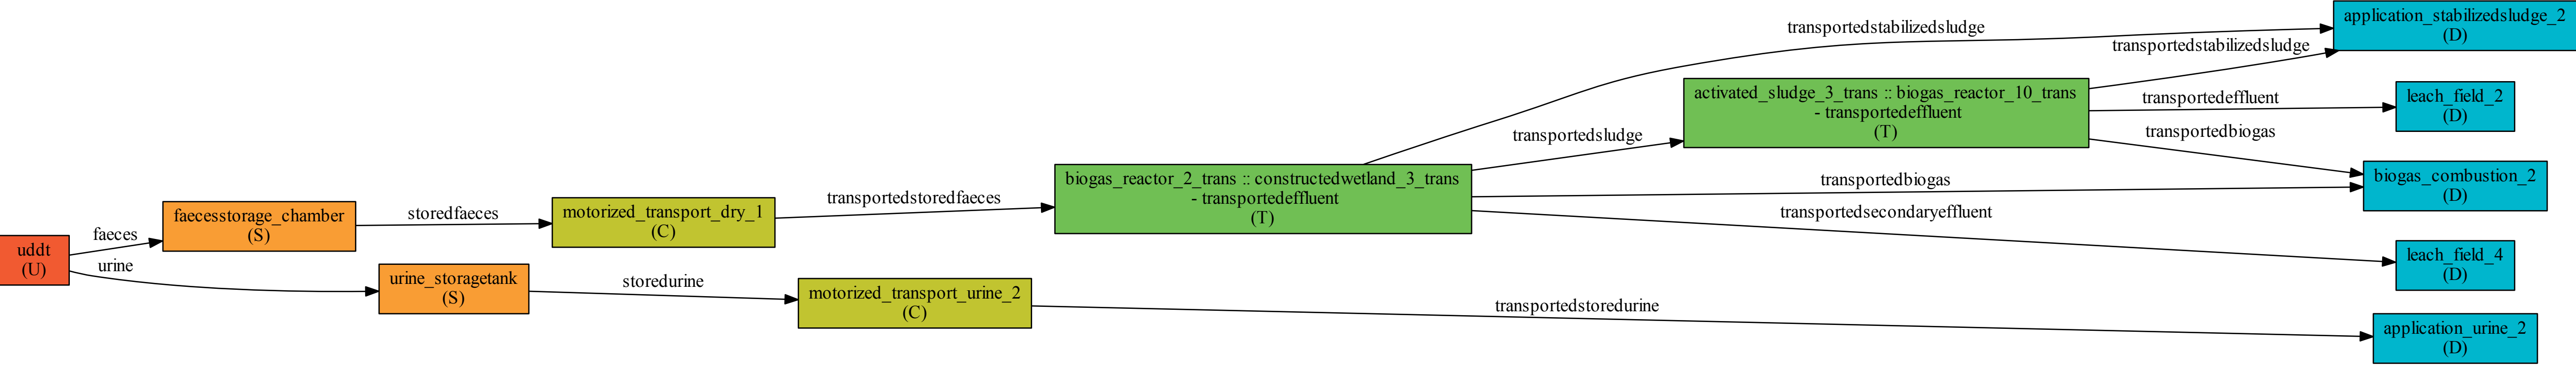 uddt
(U)
faeces
urine
faecesstorage_chamber
(S)
urine_storagetank
(S)
storedfaeces
storedurine
motorized_transport_dry_1
(C)
motorized_transport_urine_2
(C)
transportedstoredfaeces
transportedstoredurine
biogas_reactor_2_trans :: constructedwetland_3_trans
- transportedeffluent
(T)
transportedstabilizedsludge
transportedsludge
transportedbiogas
transportedsecondaryeffluent
activated_sludge_3_trans :: biogas_reactor_10_trans
- transportedeffluent
(T)
transportedstabilizedsludge
transportedeffluent
transportedbiogas
application_stabilizedsludge_2
(D)
leach_field_2
(D)
biogas_combustion_2
(D)
leach_field_4
(D)
application_urine_2
(D)